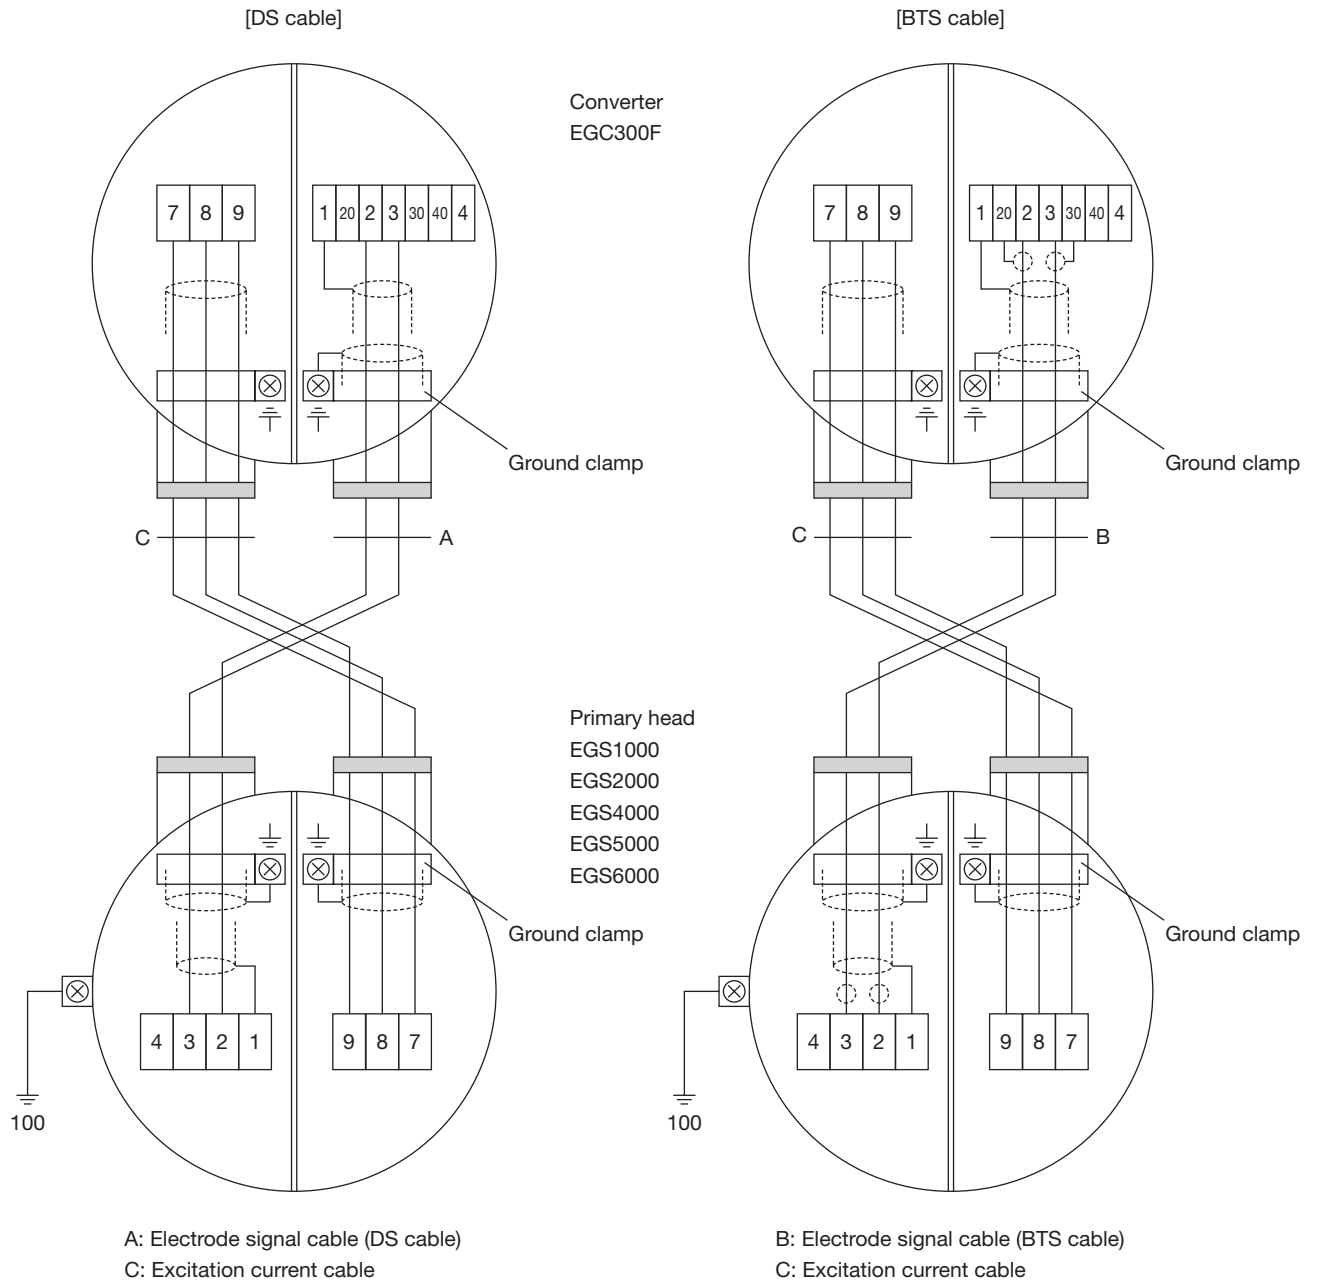 [DS cable]
[BTS cable]
Converter
EGC300F
7 8 9
1 20 2 3 30 40 4
7 8 9
1 20 2 3 30 40 4
Ground clamp
Ground clamp
C
A
C
B
Primary head
EGS1000
EGS2000
EGS4000
EGS5000
EGS6000
Ground clamp
Ground clamp
4 3 2 1
9 8 7
4 3 2 1
9 8 7
100
100
A: Electrode signal cable (DS cable)
C: Excitation current cable
B: Electrode signal cable (BTS cable)
C: Excitation current cable